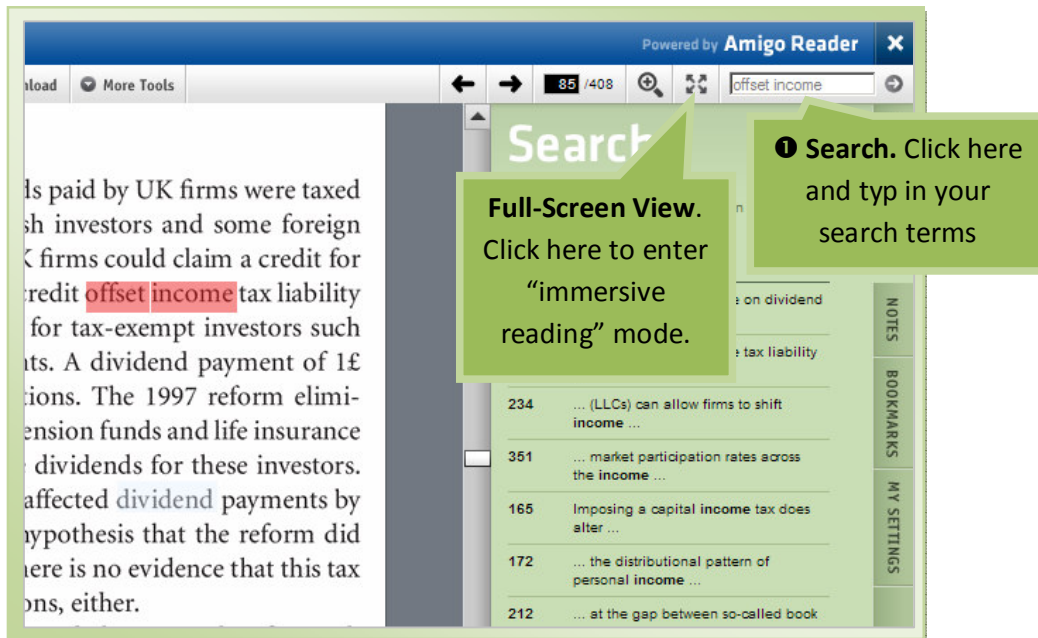 Powered by Amigo Reader
nload More Tools 85 /408 offset income
ds paid by UK firms were taxed
sh investors and some foreign
K firms could claim a credit for
credit offset income tax liability
for tax-exempt investors such
nts. A dividend payment of 1£
tions. The 1997 reform elimi-
ension funds and life insurance
e dividends for these investors.
affected dividend payments by
hypothesis that the reform did
here is no evidence that this tax
ons, either.
Searc
Full-Screen View.
Click here to enter
“immersive
reading” mode.
❶ Search. Click here
and typ in your
search terms
e on dividend
e tax liability
234 ... (LLCs) can allow firms to shift
income ...
351 ... market participation rates across
the income ...
165 Imposing a capital income tax does
alter ...
172 ... the distributional pattern of
personal income ...
212 ... at the gap between so-called book
NOTES
BOOKMARKS
MY SETTINGS